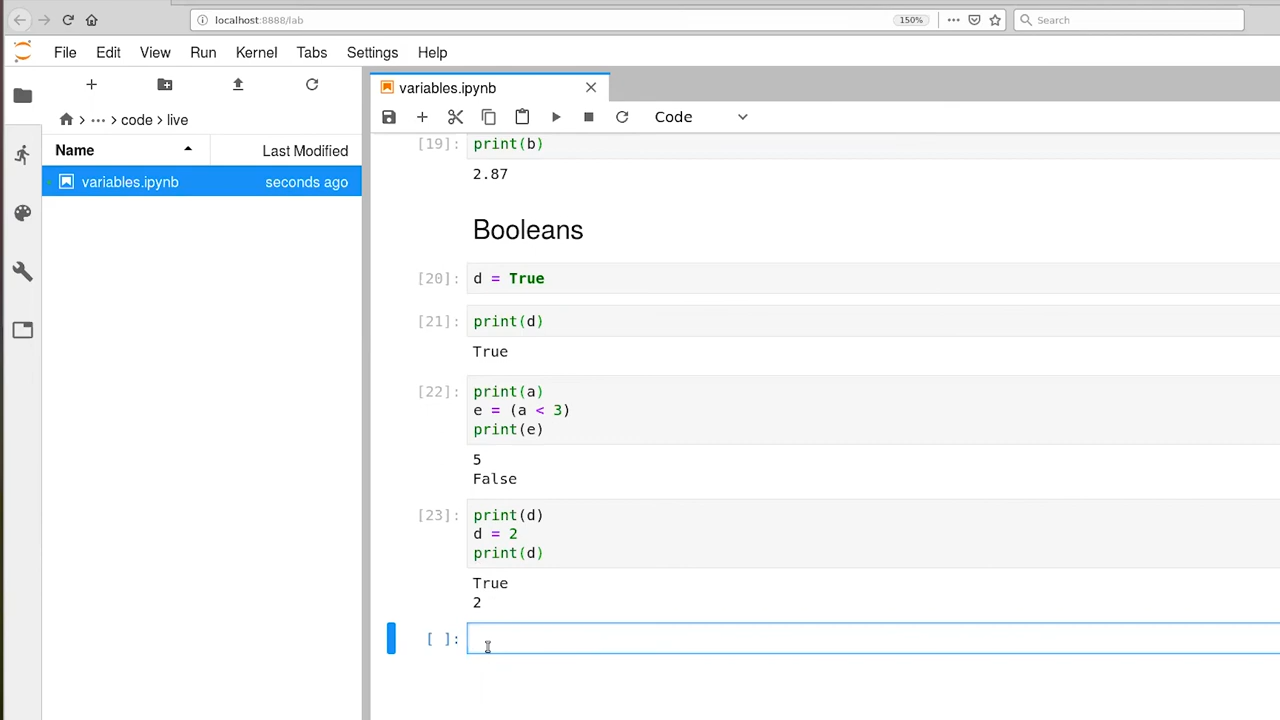 localhost:8888/lab
150%
Search
File Edit View Run Kernel Tabs Settings Help
variables.ipynb
code live
Code
Name Last Modified
variables.ipynb seconds ago
[19]: print(b)
2.87
Booleans
[20]: d = True
[21]: print(d)
True
[22]: print(a)
e = (a < 3)
print(e)
5
False
[23]: print(d)
d = 2
print(d)
True
2
[ ]: